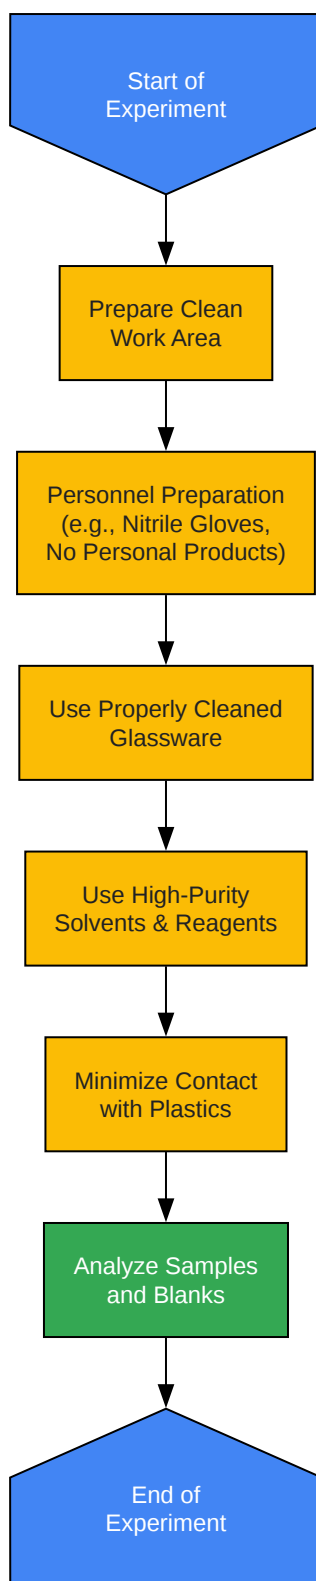 Start of
Experiment
Prepare Clean
Work Area
Personnel Preparation
(e.g., Nitrile Gloves,
No Personal Products)
Use Properly Cleaned
Glassware
Use High-Purity
Solvents & Reagents
Minimize Contact
with Plastics
Analyze Samples
and Blanks
End of
Experiment